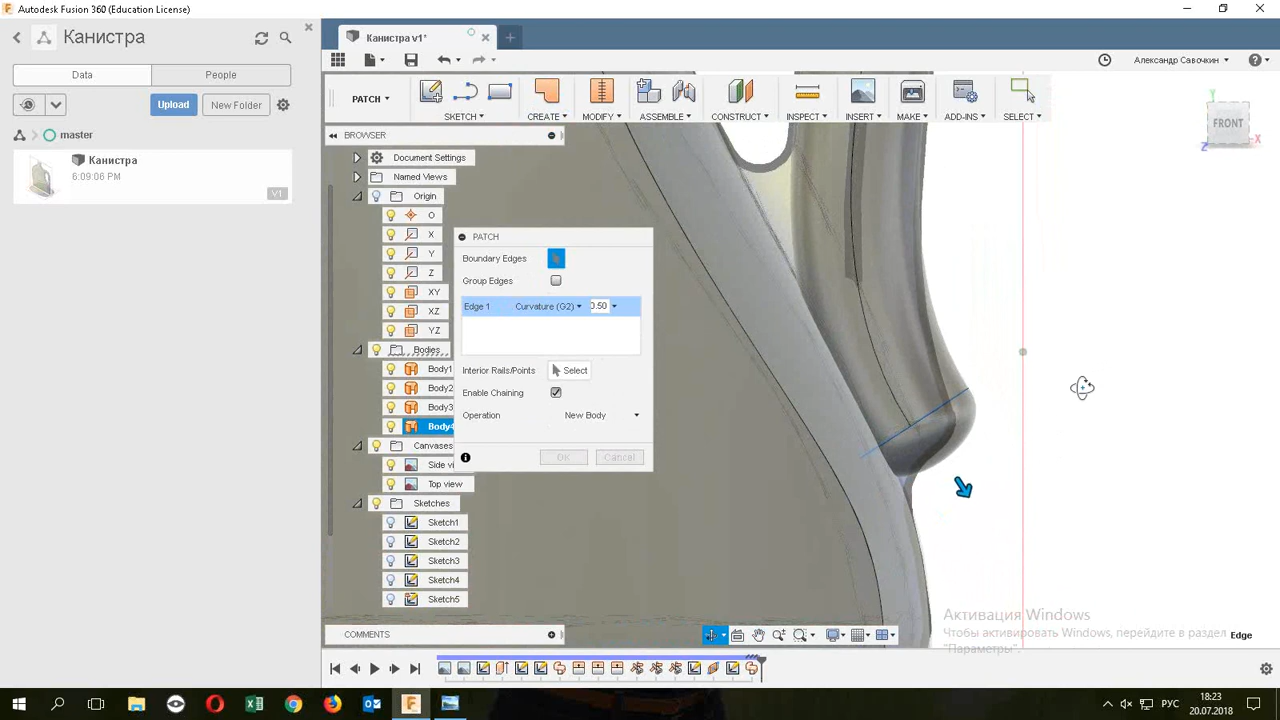 Autodesk Fusion 360 (Education License)
Канистра
Data
People
Upload
New Folder
master
Канистра
6:09:06 PM
V1
Канистра v1*
Александр Савочкин
PATCH
SKETCH
CREATE
MODIFY
ASSEMBLE
CONSTRUCT
INSPECT
INSERT
MAKE
ADD-INS
SELECT
BROWSER
Document Settings
Named Views
Origin
O
X
Y
Z
XY
XZ
YZ
Bodies
Body1
Body2
Body3
Body4
Canvases
Side vi
Top view
Sketches
Sketch1
Sketch2
Sketch3
Sketch4
Sketch5
PATCH
Boundary Edges
Group Edges
Edge 1 Curvature (G2) 0.50
Interior Rails/Points Select
Enable Chaining
Operation New Body
OK Cancel
Y
FRONT
Z
X
Активация Windows
Чтобы активировать Windows, перейдите в раздел
"Параметры".
Edge
COMMENTS
РУС
18:23
20.07.2018